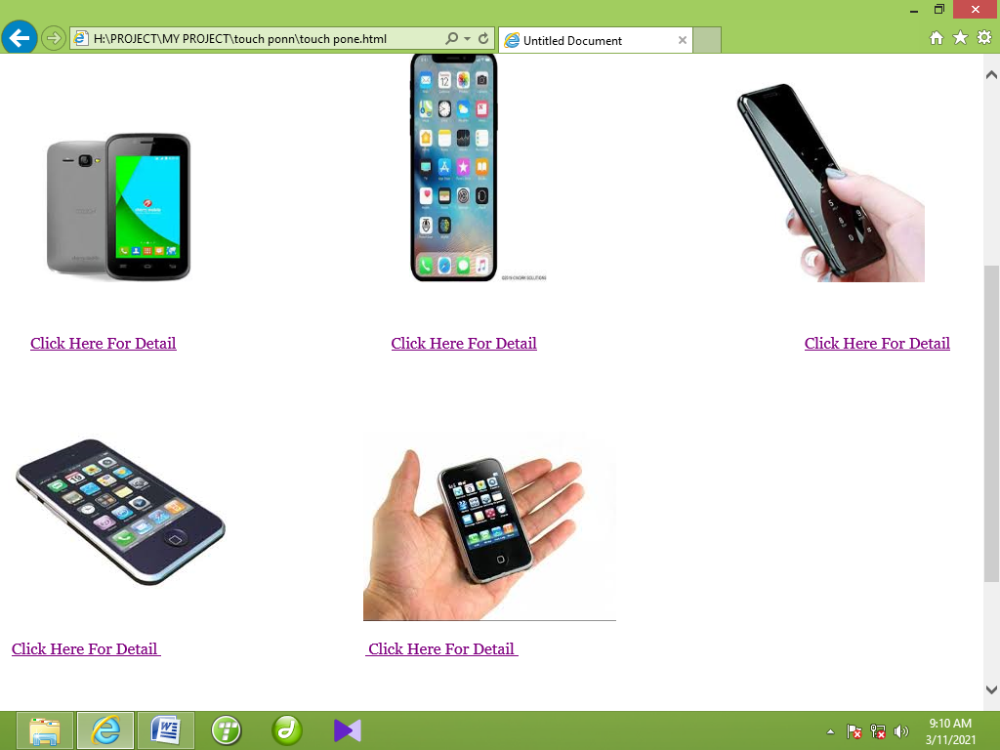 H:\PROJECT\MY PROJECT\touch ponn\touch pone.html
Untitled Document
12
Click Here For Detail
Click Here For Detail
Click Here For Detail
Click Here For Detail
Click Here For Detail
9:10 AM
3/11/2021